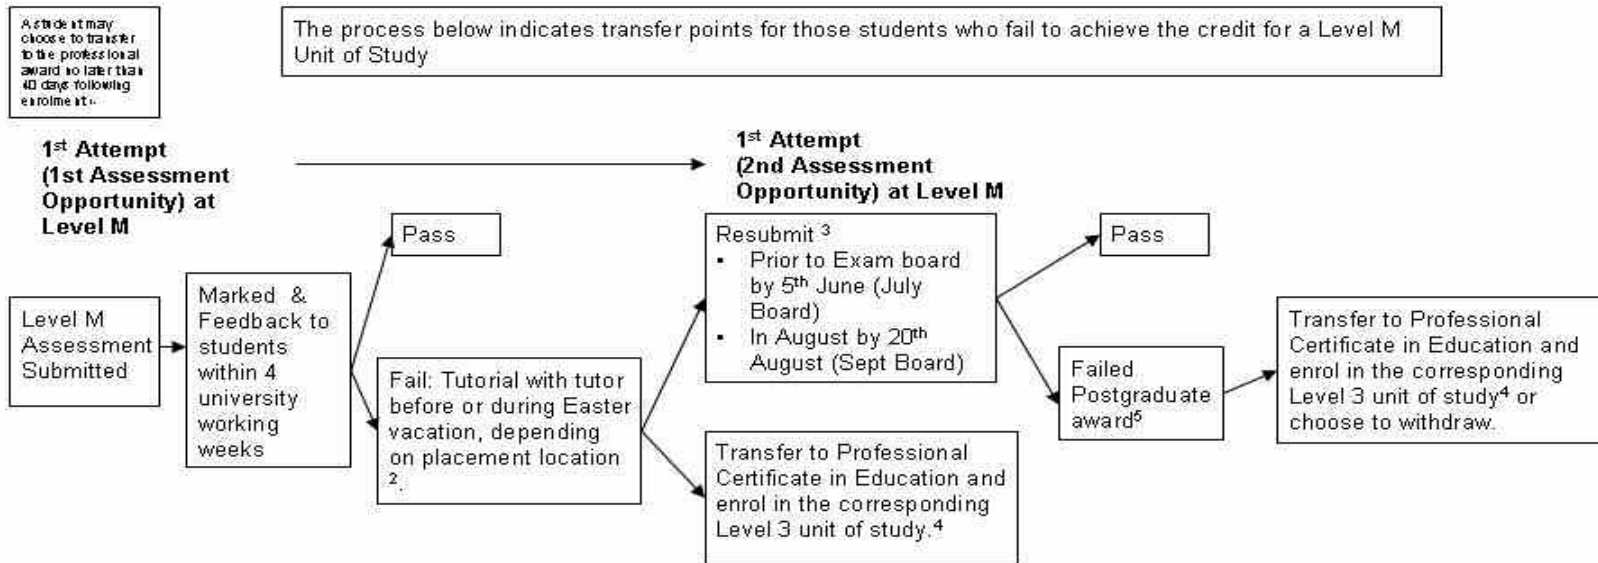 A student may
choose to transfer
to the professional
award no later than
40 days following
enrolment
The process below indicates transfer points for those students who fail to achieve the credit for a Level M
Unit of Study
1st Attempt
(1st Assessment
Opportunity) at
Level M
1st Attempt
(2nd Assessment
Opportunity) at Level M
Level M
Assessment
Submitted
Marked & 
Feedback to
students
within 4
university
working
weeks
Pass
Fail: Tutorial with tutor
before or during Easter
vacation, depending
on placement location
2.
Resubmit 3
▪ Prior to Exam board
by 5th June (July
Board)
▪ In August by 20th
August (Sept Board)
Transfer to Professional
Certificate in Education and
enrol in the corresponding
Level 3 unit of study.4
Pass
Failed
Postgraduate
award5
Transfer to Professional
Certificate in Education and
enrol in the corresponding
Level 3 unit of study4 or
choose to withdraw.